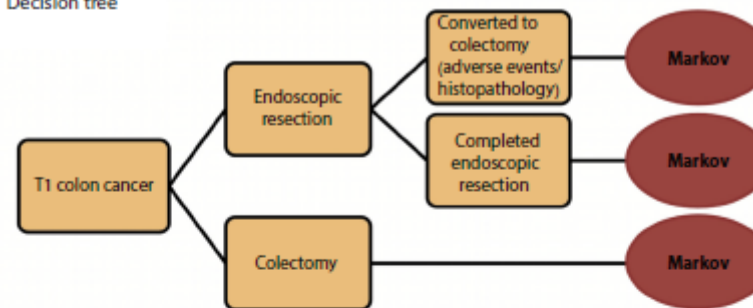 Decision tree
Converted to
colectomy
(adverse events/
histopathology)
Markov
Endoscopic
resection
Completed
endoscopic
resection
Markov
T1 colon cancer
Colectomy
Markov